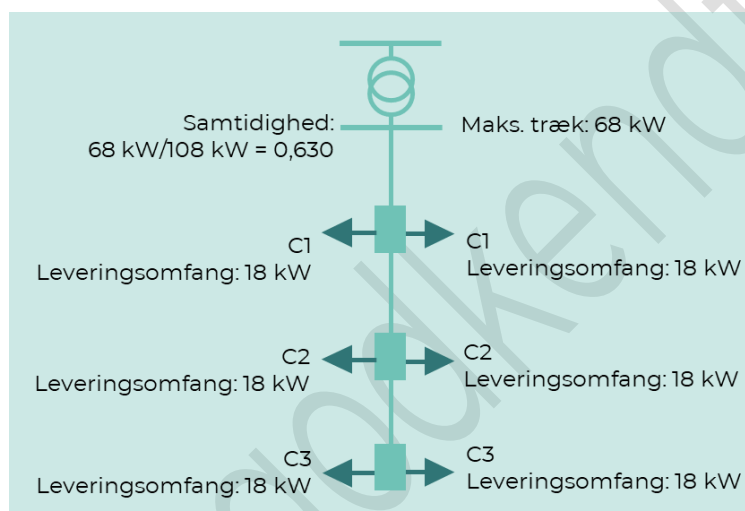 Samtidighed:
68 kW/108 kW = 0,630
Maks. træk: 68 kW
C1
Leveringsomfang: 18 kW
C1
Leveringsomfang: 18 kW
C2
Leveringsomfang: 18 kW
C2
Leveringsomfang: 18 kW
C3
Leveringsomfang: 18 kW
C3
Leveringsomfang: 18 kW
godkendt